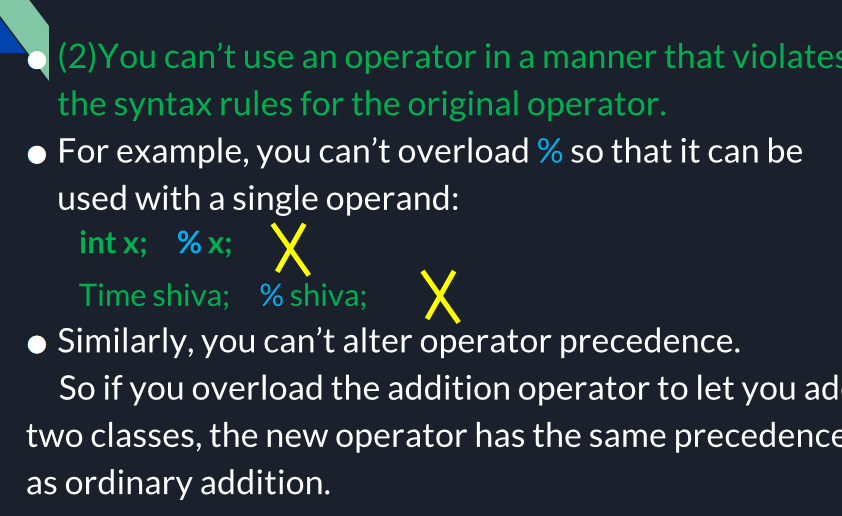 (2)You can't use an operator in a manner that violates
the syntax rules for the original operator.
For example, you can't overload % so that it can be
used with a single operand:
int x; % x;
Time shiva; % shiva;
Similarly, you can't alter operator precedence.
So if you overload the addition operator to let you
two classes, the new operator has the same precedence
as ordinary addition.